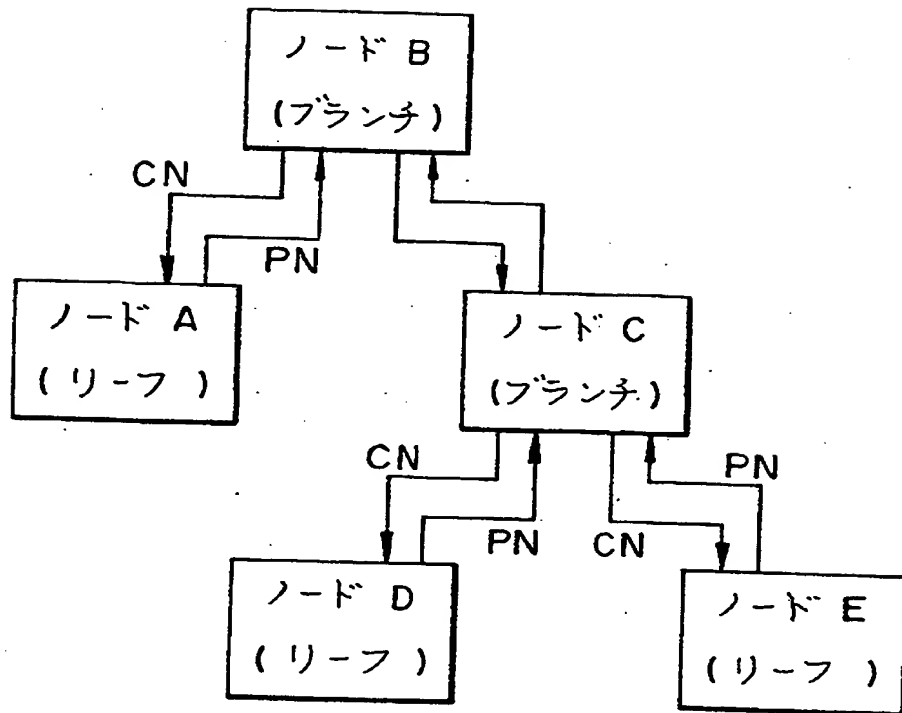 ノード B
(ブランチ)
CN
PN
ノード A
(リーフ)
ノード C
(ブランチ)
CN
PN
CN
PN
ノード D
(リーフ)
ノード E
(リーフ)